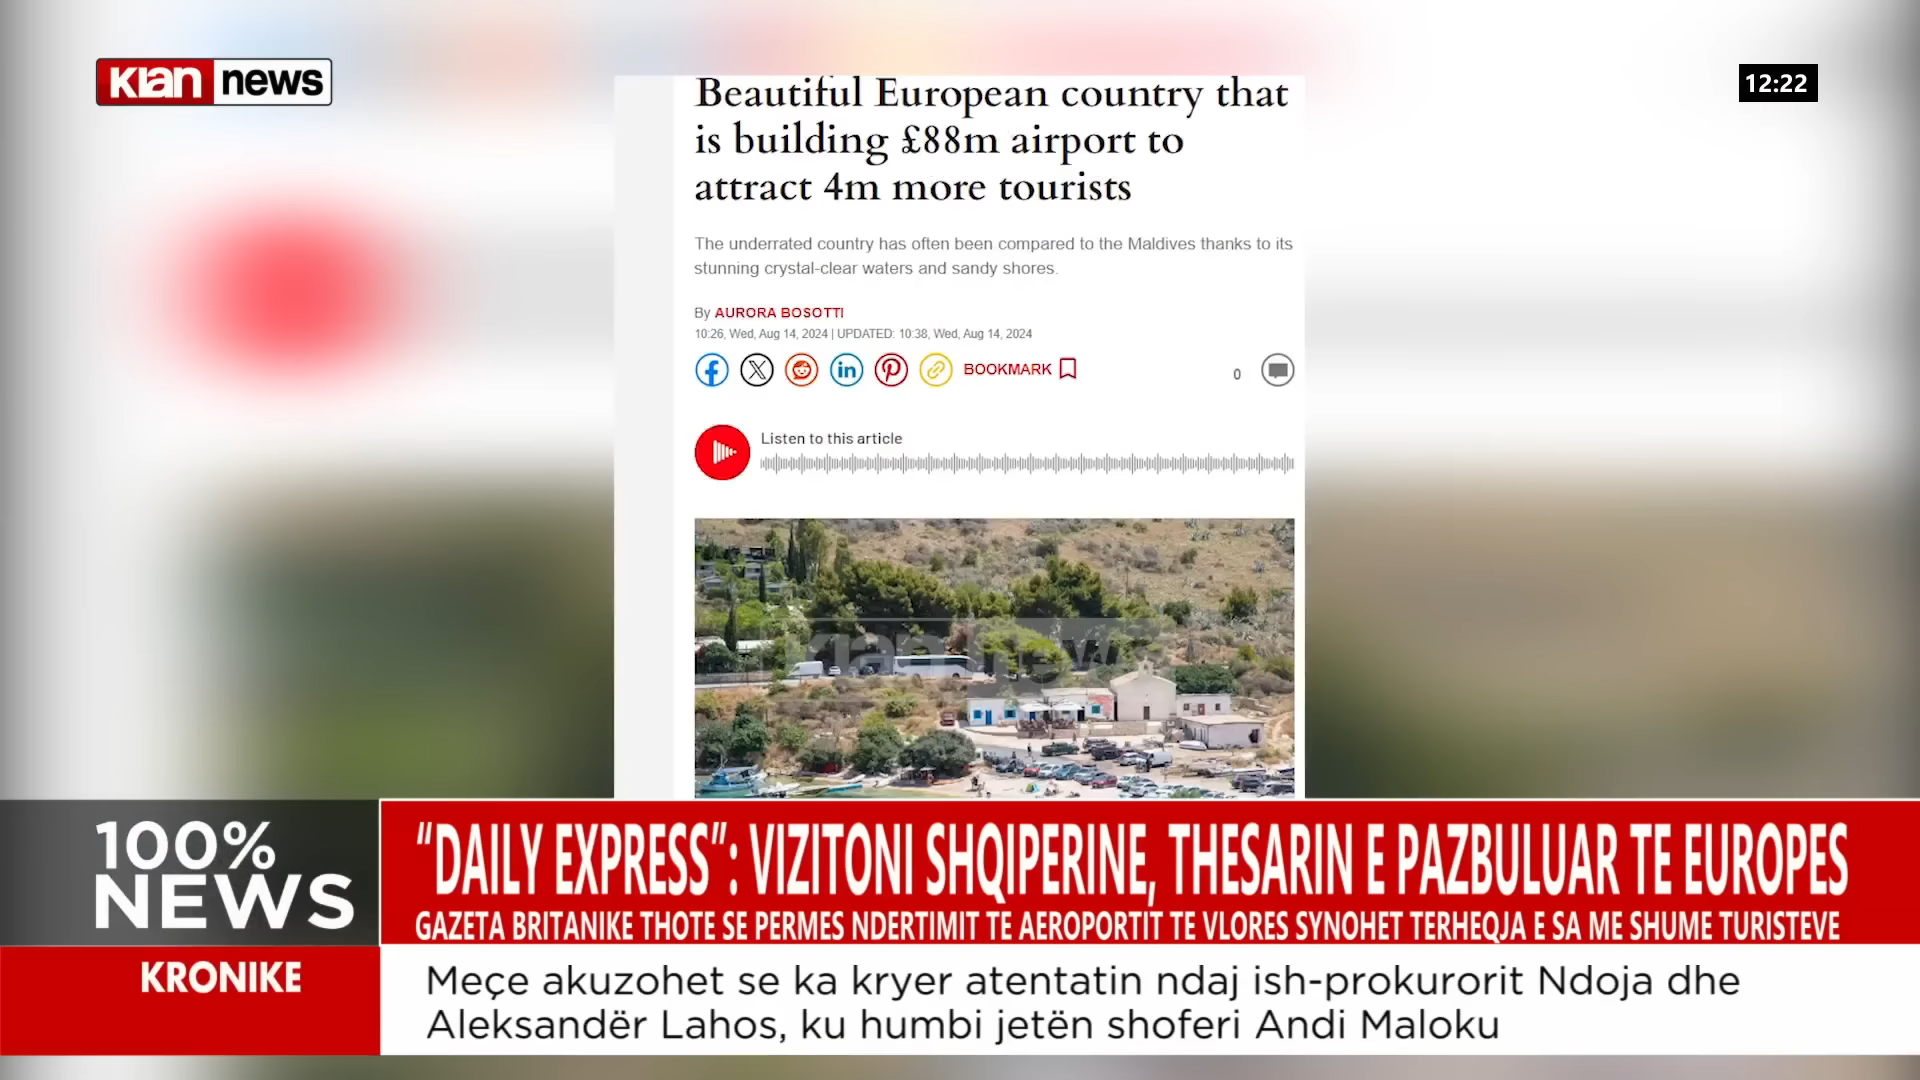 klan news
12:22
Beautiful European country that
is building £88m airport to
attract 4m more tourists
The underrated country has often been compared to the Maldives thanks to its
stunning crystal-clear waters and sandy shores.
By AURORA BOSOTTI
10:26, Wed, Aug 14, 2024 | UPDATED: 10:38, Wed, Aug 14, 2024
BOOKMARK
0
Listen to this article
klan news
100%
NEWS
“DAILY EXPRESS”: VIZITONI SHQIPERINE, THESARIN E PAZBULUAR TE EUROPES
GAZETA BRITANIKE THOTE SE PERMES NDERTIMIT TE AEROPORTIT TE VLORES SYNOHET TERHEQJA E SA ME SHUME TURISTEVE
KRONIKE
Meçe akuzohet se ka kryer atentatin ndaj ish-prokurorit Ndoja dhe
Aleksandër Lahos, ku humbi jetën shoferi Andi Maloku